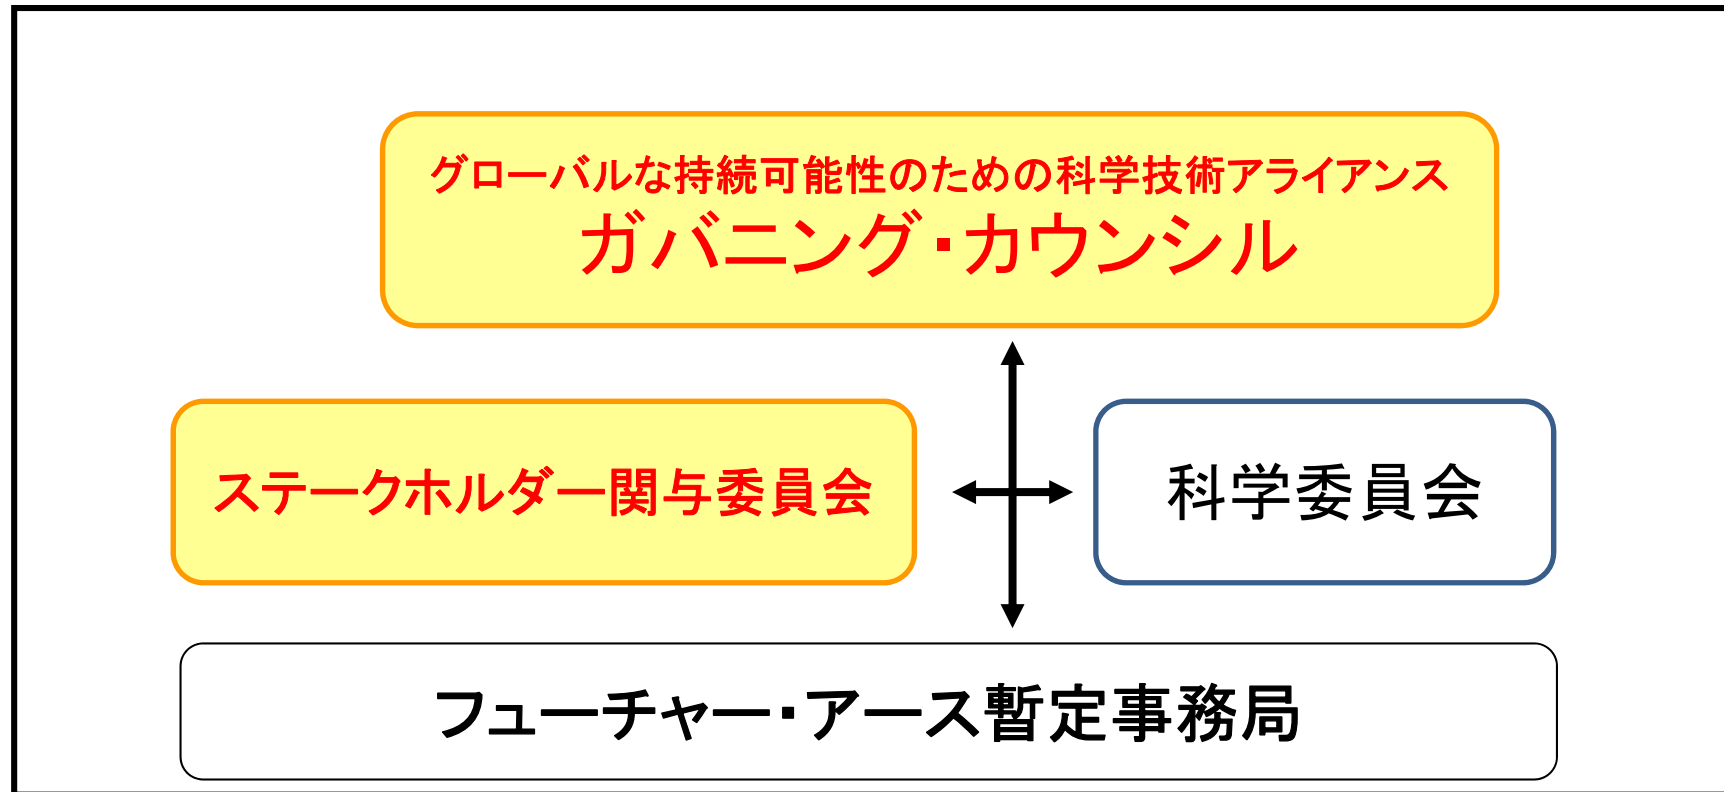 グローバルな持続可能性のための科学技術アライアンス
ガバニング・カウンシル
ステークホルダー関与委員会
科学委員会
フューチャー・アース暫定事務局